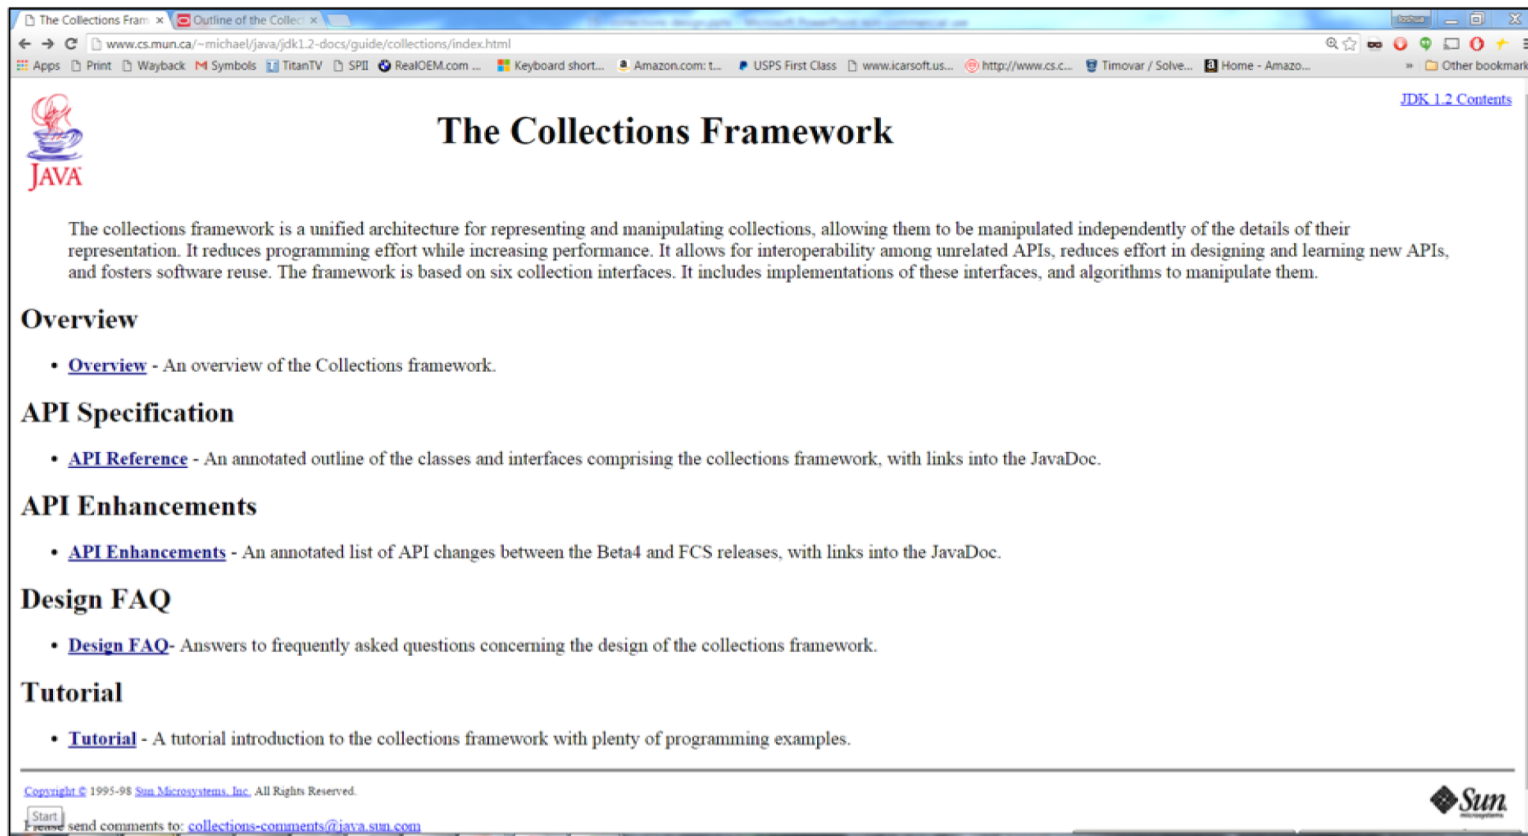 The Collections Fram
Outline of the Collect
Joshua
www.cs.mun.ca/~michael/java/jdk1.2-docs/guide/collections/index.html
Apps Print Wayback Symbols TitanTV SPII RealOEM.com ... Keyboard short... Amazon.com: t... USPS First Class www.icarsoft.us... http://www.cs.c... Timovar / Solve... Home - Amazo... » Other bookmark
JDK 1.2 Contents
JAVA
The Collections Framework
The collections framework is a unified architecture for representing and manipulating collections, allowing them to be manipulated independently of the details of their
representation. It reduces programming effort while increasing performance. It allows for interoperability among unrelated APIs, reduces effort in designing and learning new APIs,
and fosters software reuse. The framework is based on six collection interfaces. It includes implementations of these interfaces, and algorithms to manipulate them.
Overview
• Overview - An overview of the Collections framework.
API Specification
• API Reference - An annotated outline of the classes and interfaces comprising the collections framework, with links into the JavaDoc.
API Enhancements
• API Enhancements - An annotated list of API changes between the Beta4 and FCS releases, with links into the JavaDoc.
Design FAQ
• Design FAQ- Answers to frequently asked questions concerning the design of the collections framework.
Tutorial
• Tutorial - A tutorial introduction to the collections framework with plenty of programming examples.
Copyright © 1995-98 Sun Microsystems, Inc. All Rights Reserved.
Sun
microsystems
Start
Please send comments to: collections-comments@java.sun.com